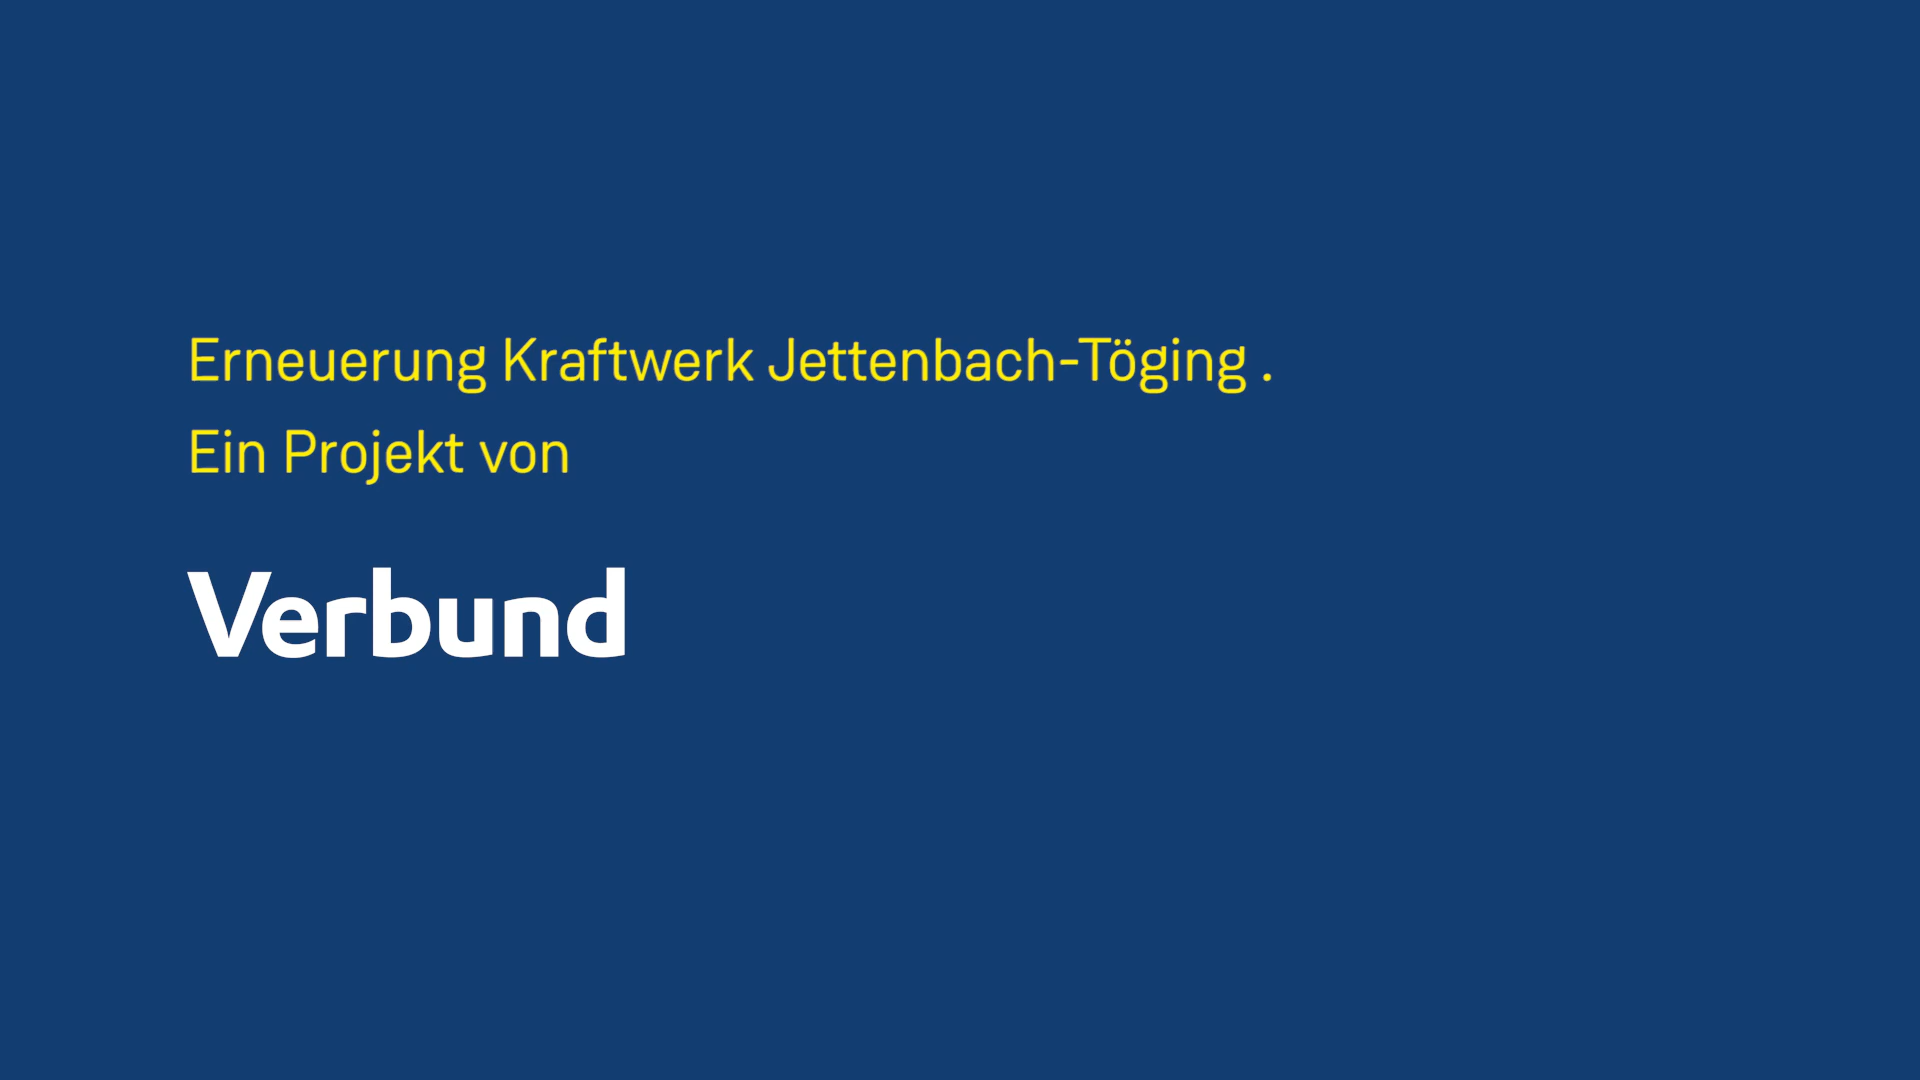 Erneuerung Kraftwerk Jettenbach-Töging .
Ein Projekt von
Verbund